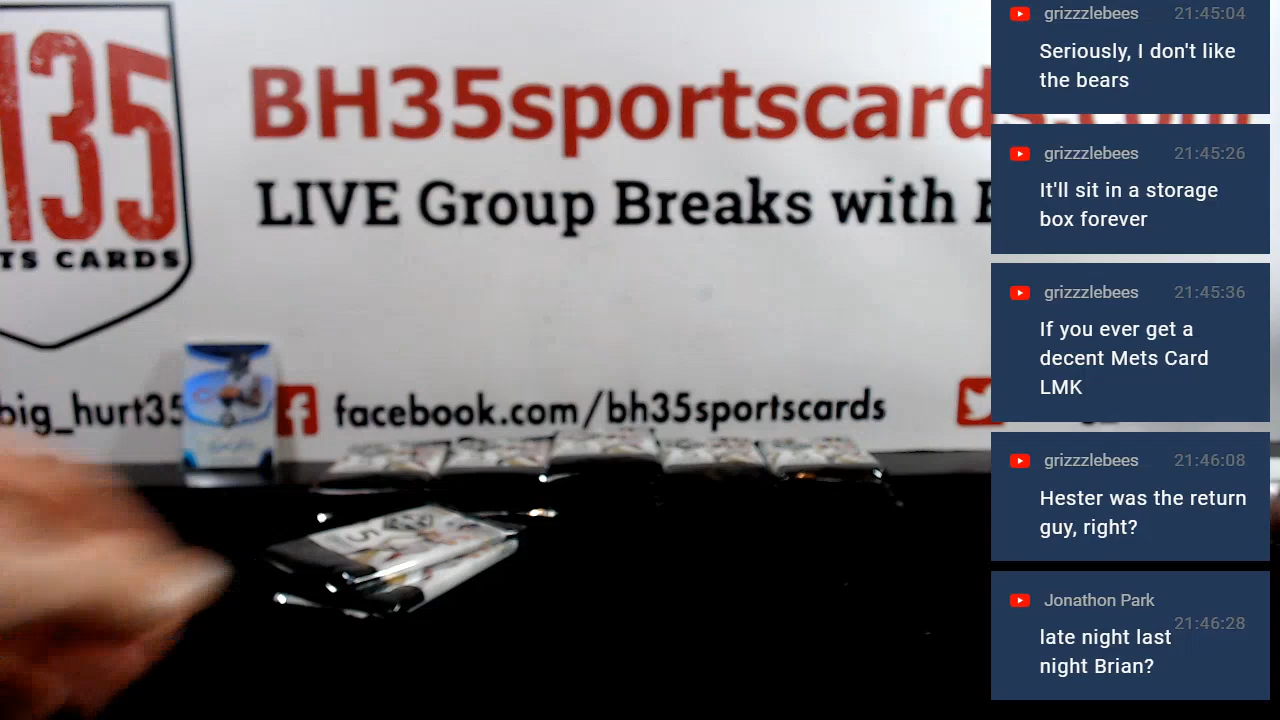 135
TS CARDS
BH35sportscards.com
LIVE Group Breaks with
big_hurt35
facebook.com/bh35sportscards
grizzzlebees 21:45:04
Seriously, I don't like
the bears
grizzzlebees 21:45:26
It'll sit in a storage
box forever
grizzzlebees 21:45:36
If you ever get a
decent Mets Card
LMK
grizzzlebees 21:46:08
Hester was the return
guy, right?
Jonathon Park 21:46:28
late night last
night Brian?